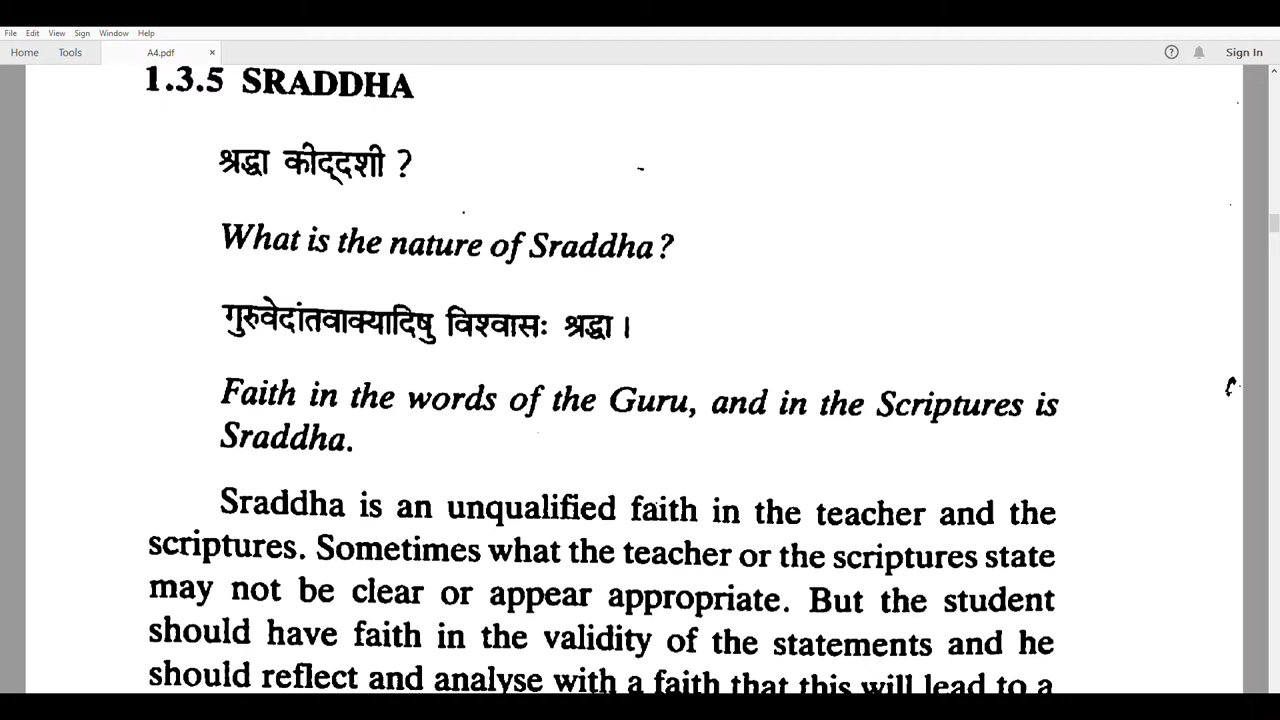 File Edit View Sign Window Help
Home Tools A4.pdf × ? Sign In
1.3.5 SRADDHA
श्रद्धा कीद्दशी ?
What is the nature of Sraddha?
गुरुवेदांतवाक्यादिषु विश्वासः श्रद्धा ।
Faith in the words of the Guru, and in the Scriptures is
Sraddha.
Sraddha is an unqualified faith in the teacher and the
scriptures. Sometimes what the teacher or the scriptures state
may not be clear or appear appropriate. But the student
should have faith in the validity of the statements and he
should reflect and analyse with a faith that this will lead to a